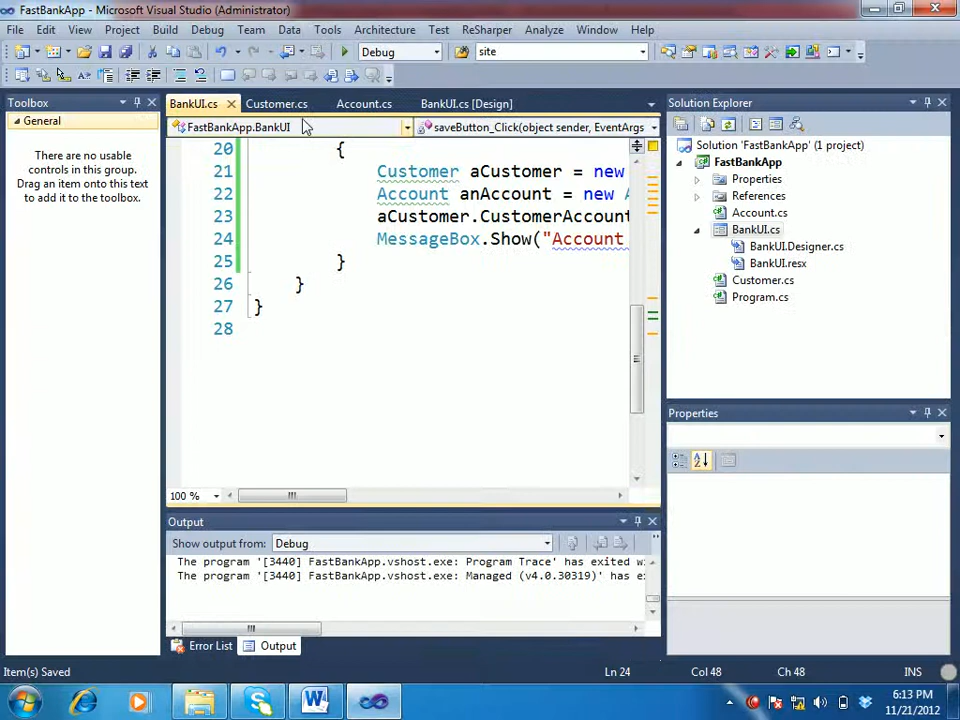 FastBankApp - Microsoft Visual Studio (Administrator)
File Edit View Project Build Debug Team Data Tools Architecture Test ReSharper Analyze Window Help
Debug site
Toolbox
General
There are no usable
controls in this group.
Drag an item onto this text
to add it to the toolbox.
BankUI.cs Customer.cs Account.cs BankUI.cs [Design]
FastBankApp.BankUI saveButton_Click(object sender, EventArgs
20 {
21 Customer aCustomer = new
22 Account anAccount = new A
23 aCustomer.CustomerAccount
24 MessageBox.Show("Account
25 }
26 }
27 }
28
100 %
Output
Show output from: Debug
The program '[3440] FastBankApp.vshost.exe: Program Trace' has exited wi
The program '[3440] FastBankApp.vshost.exe: Managed (v4.0.30319)' has e
Error List Output
Solution Explorer
Solution 'FastBankApp' (1 project)
FastBankApp
Properties
References
Account.cs
BankUI.cs
BankUI.Designer.cs
BankUI.resx
Customer.cs
Program.cs
Properties
Item(s) Saved Ln 24 Col 48 Ch 48 INS
6:13 PM
11/21/2012